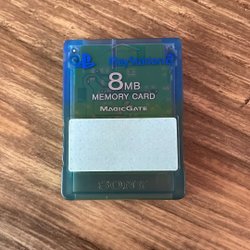 PlayStation 2
8MB
MEMORY CARD
MAGICGATE
SONY